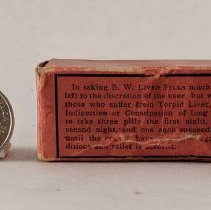 In taking B. W. Liver Pills much
left to the discretion of the user, but w
those who suffer from Torpid Liver,
Indigestion or Constipation of long
to take three pills the first night,
second night, and one each succeed
until the
ditions and relief is assured.